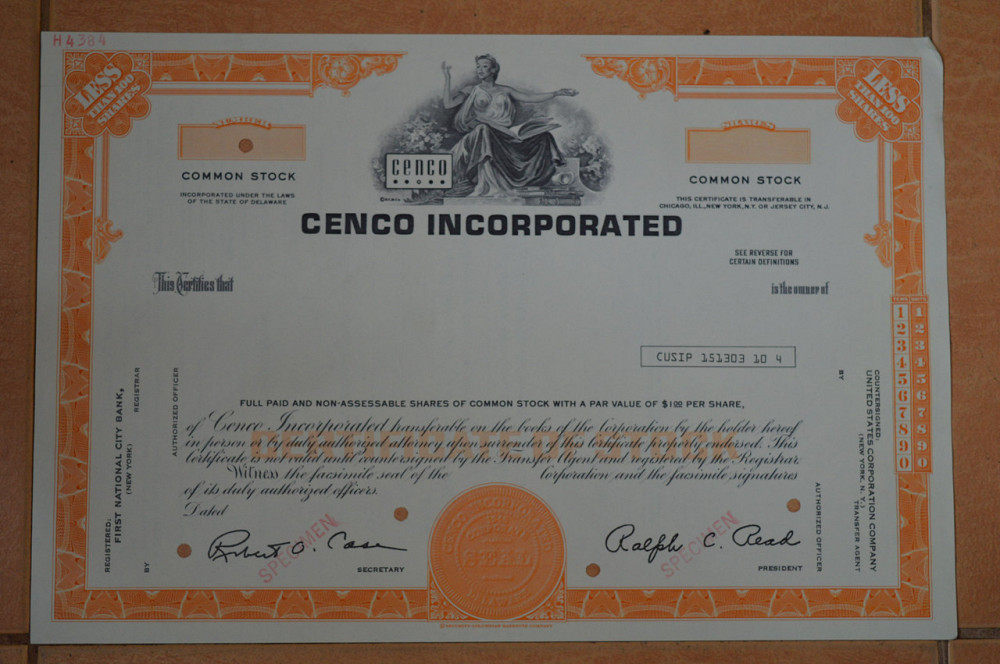 H4384
LESS
THAN 100
SHARES
LESS
THAN 100
SHARES
NUMBER
SHARES
COMMON STOCK
COMMON STOCK
INCORPORATED UNDER THE LAWS
OF THE STATE OF DELAWARE
THIS CERTIFICATE IS TRANSFERABLE IN
CHICAGO, ILL., NEW YORK, N.Y. OR JERSEY CITY, N.J.
CENCO
CENCO INCORPORATED
SEE REVERSE FOR
CERTAIN DEFINITIONS
This Certifies that
is the owner of
CUSIP 151303 10 4
FULL PAID AND NON-ASSESSABLE SHARES OF COMMON STOCK WITH A PAR VALUE OF $1.00 PER SHARE,
of Cenco Incorporated transferable on the books of the Corporation by the holder hereof
in person or by duly authorized attorney upon surrender of this Certificate properly endorsed. This
Certificate is not valid until countersigned by the Transfer Agent and registered by the Registrar.
Witness the facsimile seal of the Corporation and the facsimile signatures
of its duly authorized officers.
Dated
Robert O. Case
SPECIMEN
SECRETARY
Ralph C. Read
SPECIMEN
PRESIDENT
REGISTERED:
FIRST NATIONAL CITY BANK,
(NEW YORK)
REGISTRAR
BY
AUTHORIZED OFFICER
COUNTERSIGNED:
UNITED STATES CORPORATION COMPANY
(NEW YORK, N.Y.)
TRANSFER AGENT
BY
AUTHORIZED OFFICER
TENS UNITS
1 1
2 2
3 3
4 4
5 5
6 6
7 7
8 8
9 9
0 0